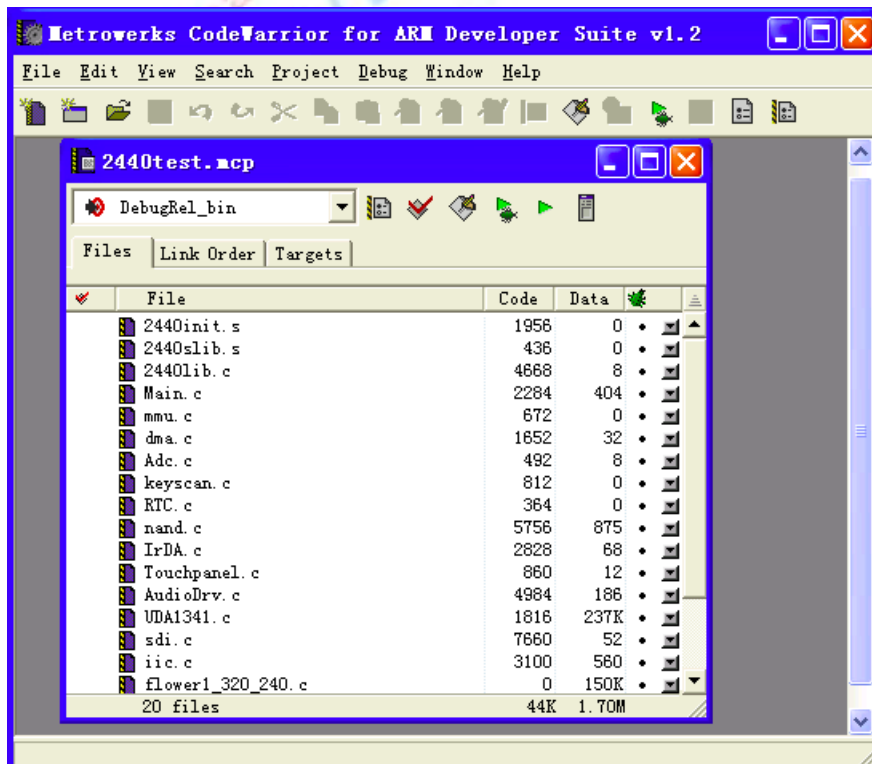 Metrowerks CodeWarrior for ARM Developer Suite v1.2
File Edit View Search Project Debug Window Help
2440test.mcp
DebugRel_bin
Files Link Order Targets
File Code Data
2440init.s 1956 0
2440slib.s 436 0
2440lib.c 4668 8
Main.c 2284 404
mmu.c 672 0
dma.c 1652 32
Adc.c 492 8
keyscan.c 812 0
RTC.c 364 0
nand.c 5756 875
IrDA.c 2828 68
Touchpanel.c 860 12
AudioDrv.c 4984 186
UDA1341.c 1816 237K
sdi.c 7660 52
iic.c 3100 560
flower1_320_240.c 0 150K
20 files 44K 1.70M